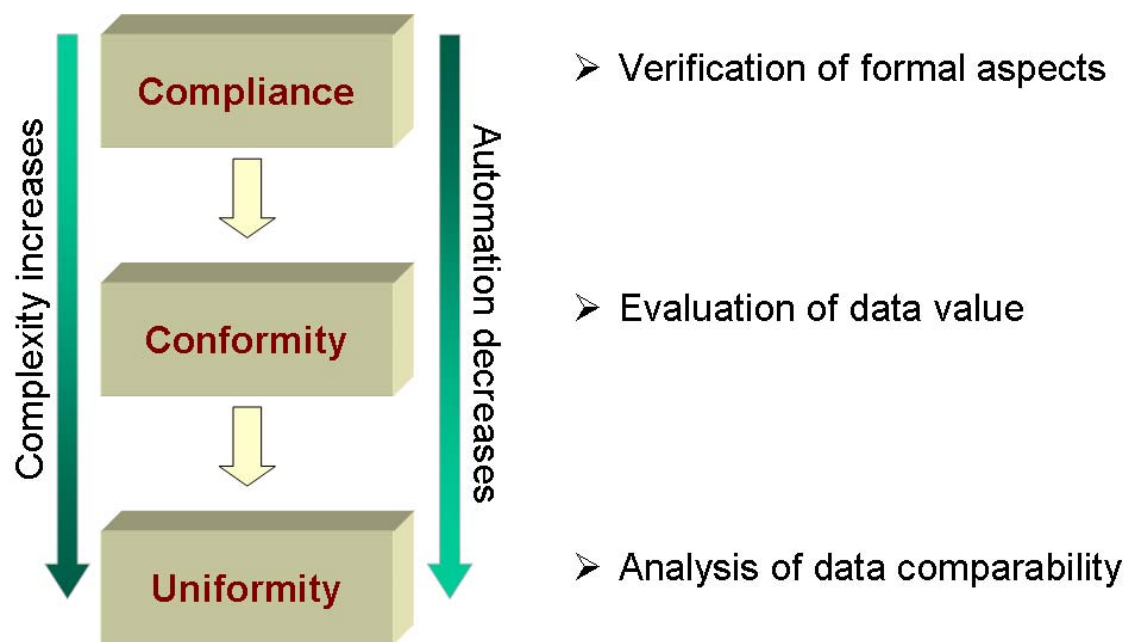 Complexity increases
Compliance
Automation decreases
➢ Verification of formal aspects
Conformity
➢ Evaluation of data value
Uniformity
➢ Analysis of data comparability